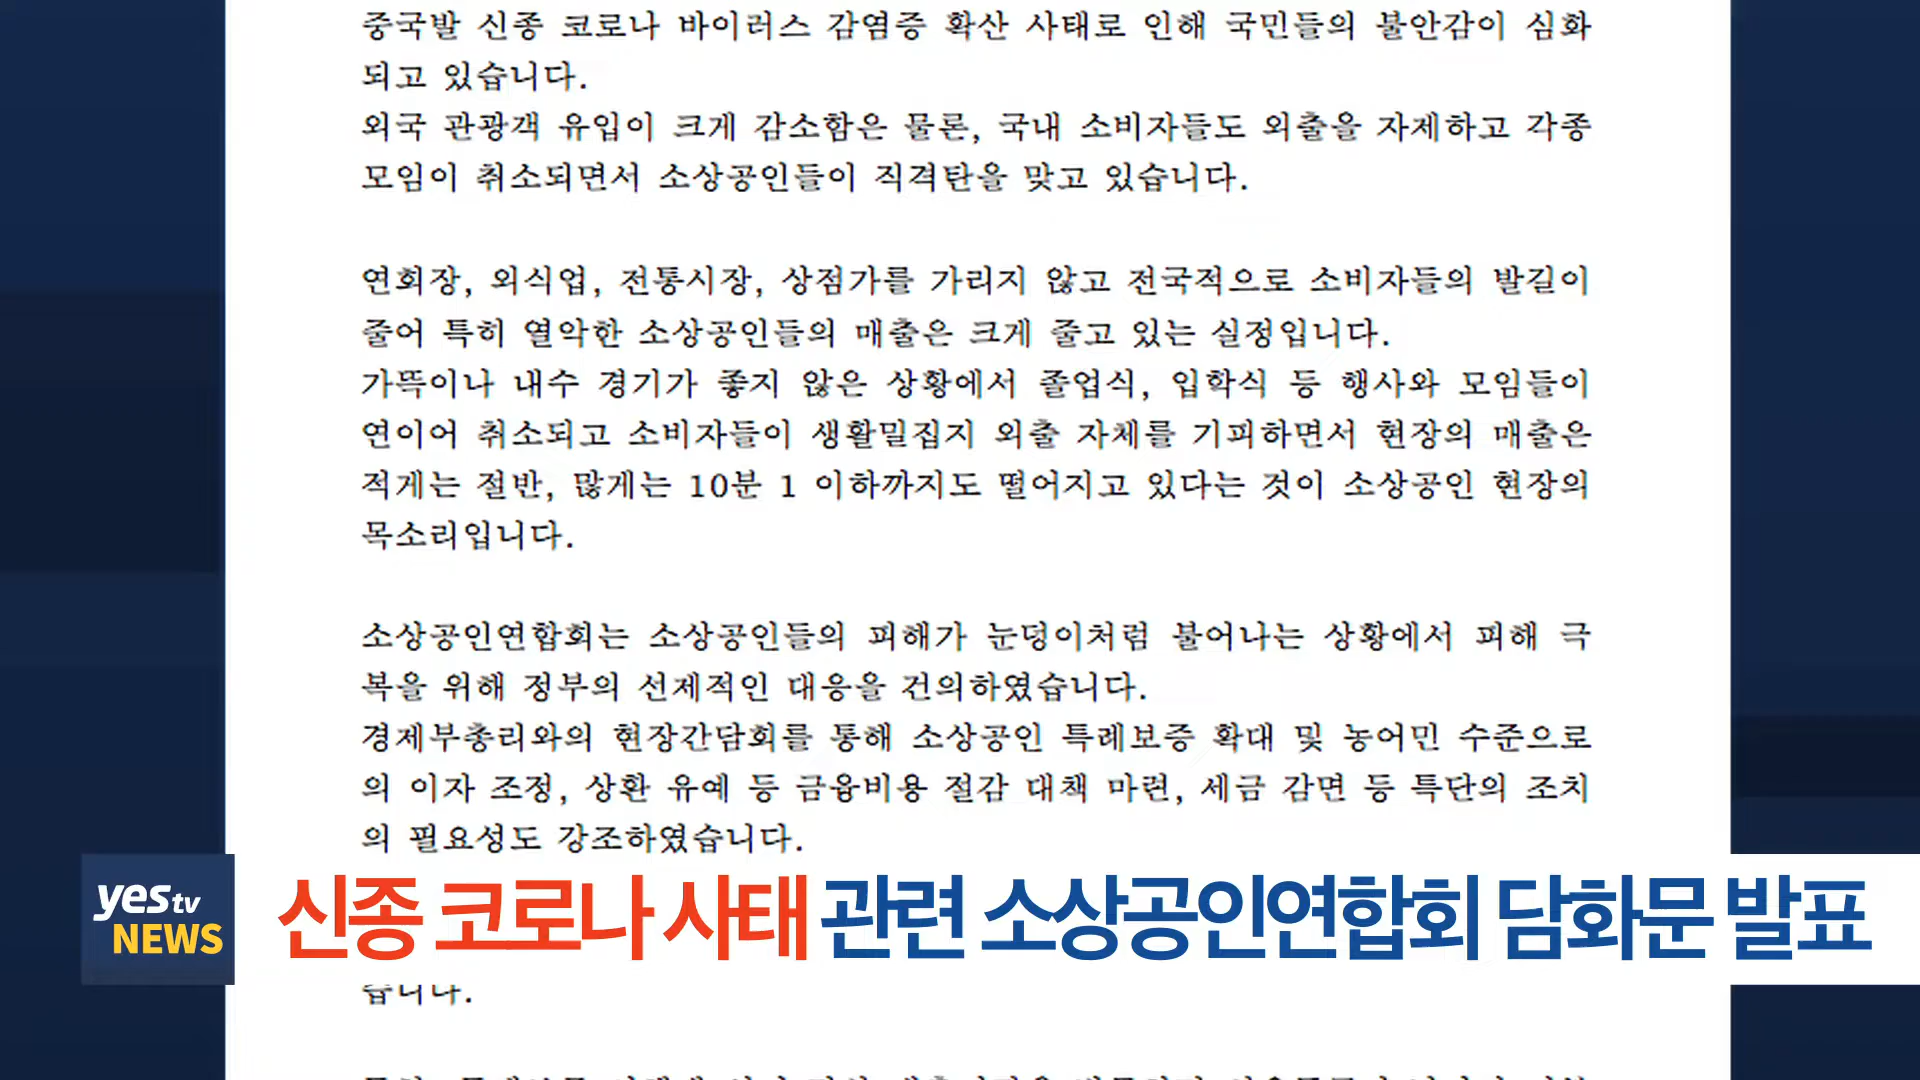 중국발 신종 코로나 바이러스 감염증 확산 사태로 인해 국민들의 불안감이 심화
되고 있습니다.
외국 관광객 유입이 크게 감소함은 물론, 국내 소비자들도 외출을 자제하고 각종
모임이 취소되면서 소상공인들이 직격탄을 맞고 있습니다.
연회장, 외식업, 전통시장, 상점가를 가리지 않고 전국적으로 소비자들의 발길이
줄어 특히 열악한 소상공인들의 매출은 크게 줄고 있는 실정입니다.
가뜩이나 내수 경기가 좋지 않은 상황에서 졸업식, 입학식 등 행사와 모임들이
연이어 취소되고 소비자들이 생활밀집지 외출 자체를 기피하면서 현장의 매출은
적게는 절반, 많게는 10분 1 이하까지도 떨어지고 있다는 것이 소상공인 현장의
목소리입니다.
소상공인연합회는 소상공인들의 피해가 눈덩이처럼 불어나는 상황에서 피해 극
복을 위해 정부의 선제적인 대응을 건의하였습니다.
경제부총리와의 현장간담회를 통해 소상공인 특례보증 확대 및 농어민 수준으로
의 이자 조정, 상환 유예 등 금융비용 절감 대책 마련, 세금 감면 등 특단의 조치
의 필요성도 강조하였습니다.
yes tv
NEWS
신종 코로나 사태 관련 소상공인연합회 담화문 발표
습니다.